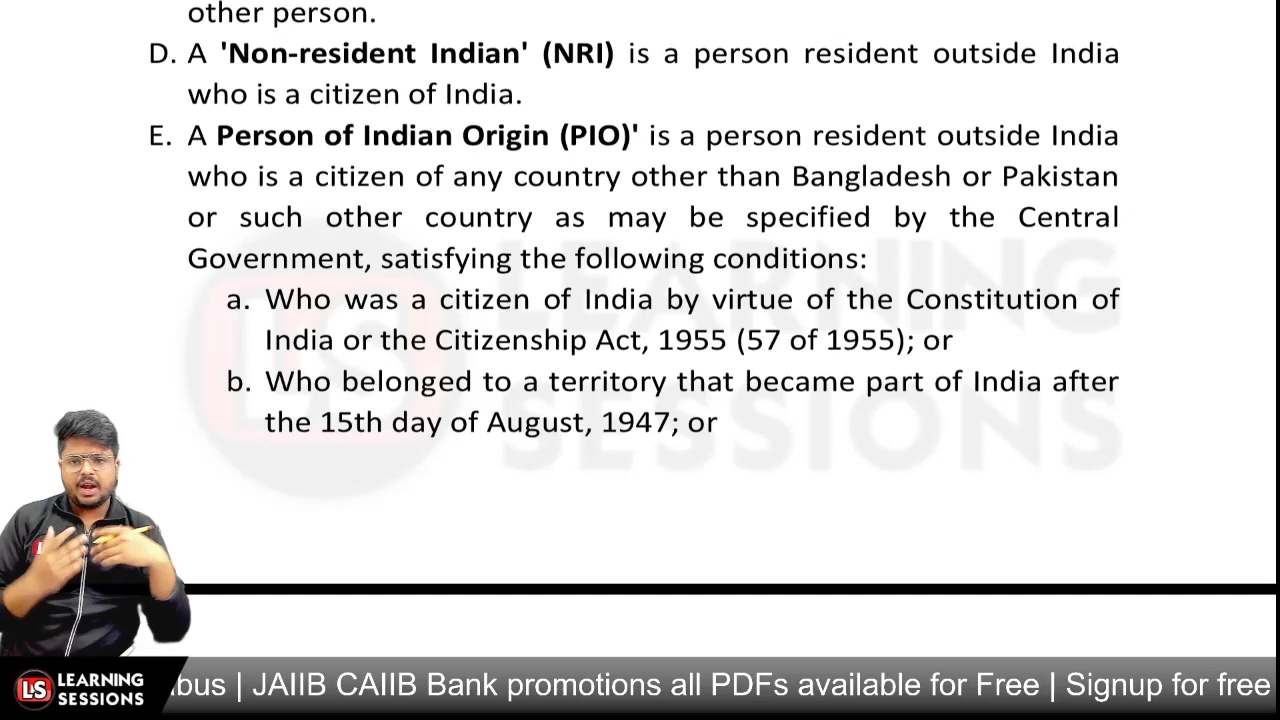 other person.
D. A 'Non-resident Indian' (NRI) is a person resident outside India
who is a citizen of India.
E. A Person of Indian Origin (PIO)' is a person resident outside India
who is a citizen of any country other than Bangladesh or Pakistan
or such other country as may be specified by the Central
Government, satisfying the following conditions:
a. Who was a citizen of India by virtue of the Constitution of
India or the Citizenship Act, 1955 (57 of 1955); or
b. Who belonged to a territory that became part of India after
the 15th day of August, 1947; or
LS LEARNING
SESSIONS
LS LEARNING
SESSIONS
bus | JAIIB CAIIB Bank promotions all PDFs available for Free | Signup for free